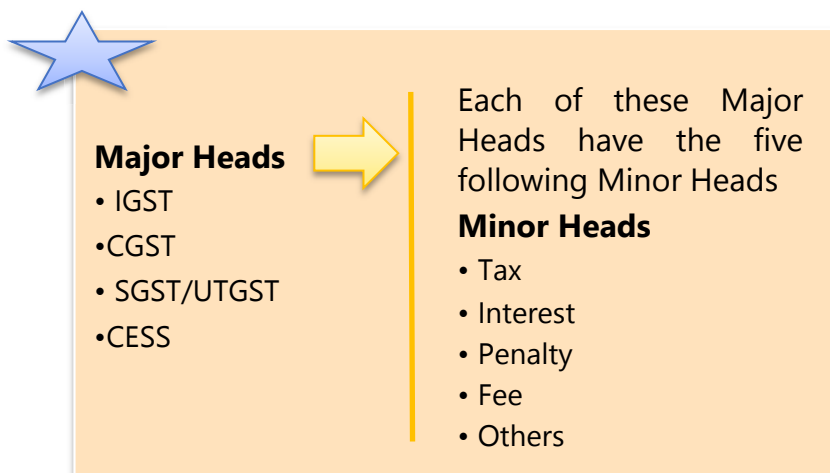 Major Heads
• IGST
•CGST
• SGST/UTGST
•CESS
Each of these Major
Heads have the five
following Minor Heads
Minor Heads
• Tax
• Interest
• Penalty
• Fee
• Others